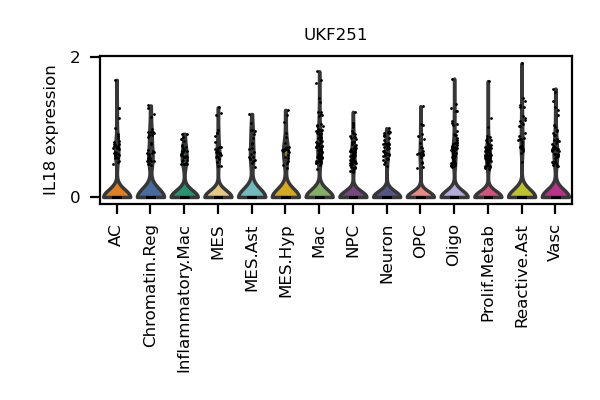 UKF251
IL18 expression
2
0
AC
Chromatin.Reg
Inflammatory.Mac
MES
MES.Ast
MES.Hyp
Mac
NPC
Neuron
OPC
Oligo
Prolif.Metab
Reactive.Ast
Vasc